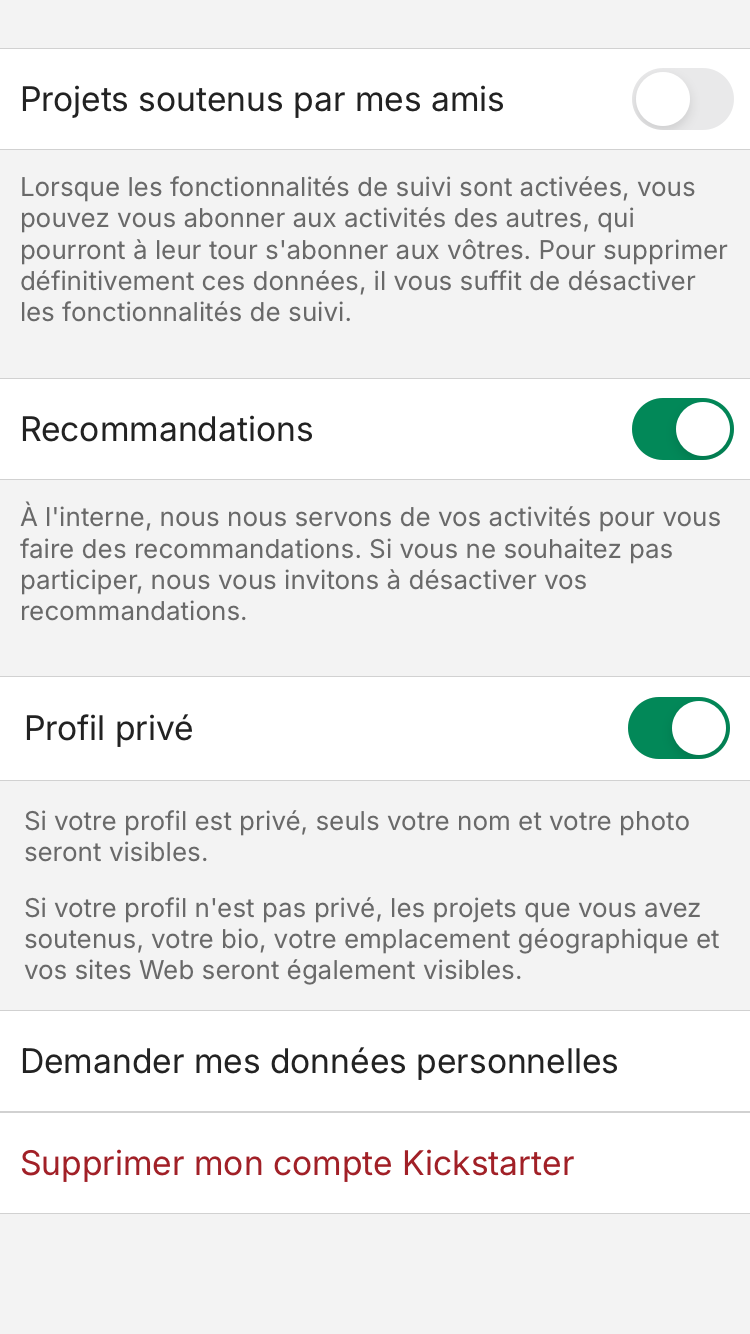 Projets soutenus par mes amis
Lorsque les fonctionnalités de suivi sont activées, vous
pouvez vous abonner aux activités des autres, qui
pourront à leur tour s'abonner aux vôtres. Pour supprimer
définitivement ces données, il vous suffit de désactiver
les fonctionnalités de suivi.
Recommandations
À l'interne, nous nous servons de vos activités pour vous
faire des recommandations. Si vous ne souhaitez pas
participer, nous vous invitons à désactiver vos
recommandations.
Profil privé
Si votre profil est privé, seuls votre nom et votre photo
seront visibles.
Si votre profil n'est pas privé, les projets que vous avez
soutenus, votre bio, votre emplacement géographique et
vos sites Web seront également visibles.
Demander mes données personnelles
Supprimer mon compte Kickstarter